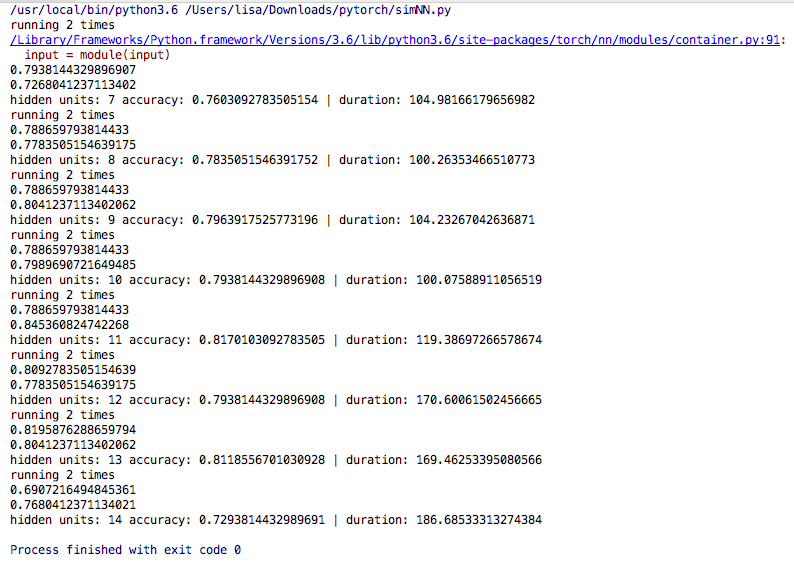 /usr/local/bin/python3.6 /Users/lisa/Downloads/pytorch/simNN.py
running 2 times
/Library/Frameworks/Python.framework/Versions/3.6/lib/python3.6/site-packages/torch/nn/modules/container.py:91:
  input = module(input)
0.7938144329896907
0.7268041237113402
hidden units: 7 accuracy: 0.7603092783505154 | duration: 104.98166179656982
running 2 times
0.788659793814433
0.7783505154639175
hidden units: 8 accuracy: 0.7835051546391752 | duration: 100.26353466510773
running 2 times
0.788659793814433
0.8041237113402062
hidden units: 9 accuracy: 0.7963917525773196 | duration: 104.23267042636871
running 2 times
0.788659793814433
0.7989690721649485
hidden units: 10 accuracy: 0.7938144329896908 | duration: 100.07588911056519
running 2 times
0.788659793814433
0.845360824742268
hidden units: 11 accuracy: 0.8170103092783505 | duration: 119.38697266578674
running 2 times
0.8092783505154639
0.7783505154639175
hidden units: 12 accuracy: 0.7938144329896908 | duration: 170.60061502456665
running 2 times
0.8195876288659794
0.8041237113402062
hidden units: 13 accuracy: 0.8118556701030928 | duration: 169.46253395080566
running 2 times
0.6907216494845361
0.7680412371134021
hidden units: 14 accuracy: 0.7293814432989691 | duration: 186.68533313274384
Process finished with exit code 0